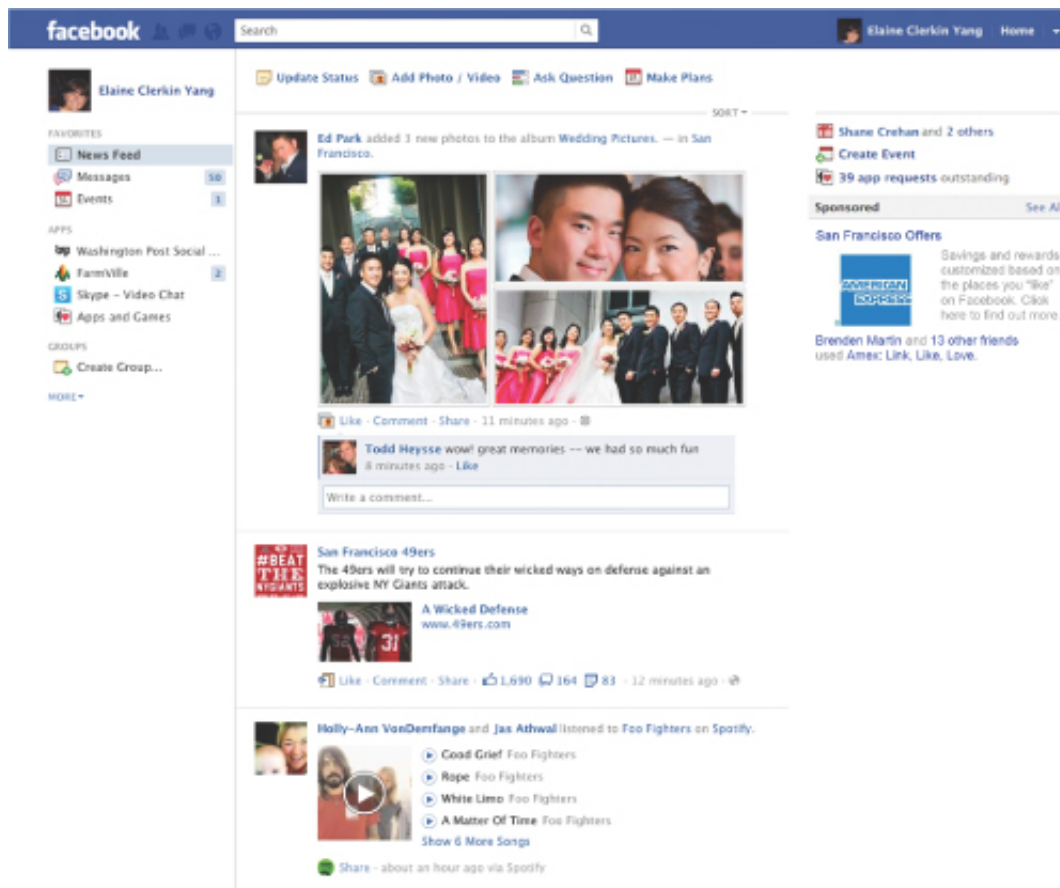 facebook
Search
Elaine Clerkin Yang
Home
Elaine Clerkin Yang
FAVORITES
News Feed
Messages 50
Events 1
APPS
Washington Post Social ...
FarmVille 2
Skype – Video Chat
Apps and Games
GROUPS
Create Group...
MORE
Update Status Add Photo / Video Ask Question Make Plans
SORT
Ed Park added 3 new photos to the album Wedding Pictures. — in San
Francisco.
Like · Comment · Share · 11 minutes ago ·
Todd Heysse wow! great memories –– we had so much fun
8 minutes ago · Like
Write a comment...
#BEAT
THE
NYGIANTS
San Francisco 49ers
The 49ers will try to continue their wicked ways on defense against an
explosive NY Giants attack.
52
31
A Wicked Defense
www.49ers.com
Like · Comment · Share · 1,690 164 83 · 12 minutes ago ·
Holly-Ann VonDemfange and Jas Athwal listened to Foo Fighters on Spotify.
Good Grief Foo Fighters
Rope Foo Fighters
White Limo Foo Fighters
A Matter Of Time Foo Fighters
Show 6 More Songs
Share · about an hour ago via Spotify
Shane Crehan and 2 others
Create Event
39 app requests outstanding
Sponsored See Al
San Francisco Offers
AMERICAN
EXPRESS
Savings and rewards
customized based on
the places you "like"
on Facebook. Click
here to find out more
Brenden Martin and 13 other friends
used Amex: Link, Like, Love.